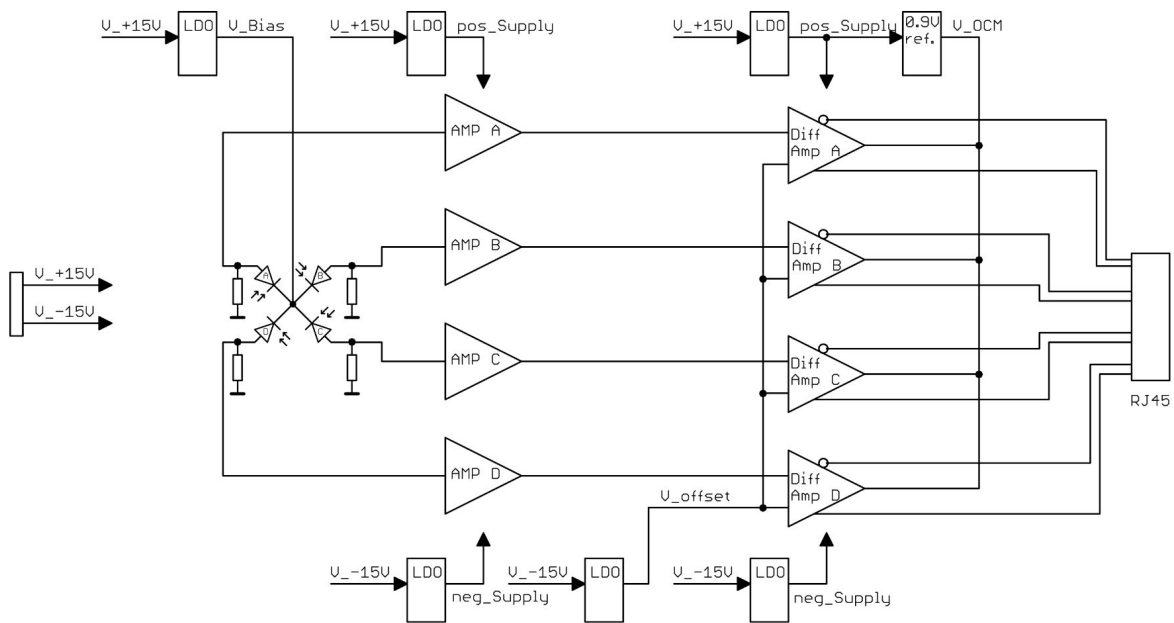 V_+15V
LDO
V_Bias
V_+15V
LDO
pos_Supply
V_+15V
LDO
pos_Supply
0.9V
ref.
V_OCM
AMP A
Diff
Amp A
AMP B
Diff
Amp B
A
B
V_+15V
V_-15V
D
C
AMP C
Diff
Amp C
RJ45
AMP D
Diff
Amp D
V_offset
V_-15V
LDO
neg_Supply
V_-15V
LDO
V_-15V
LDO
neg_Supply